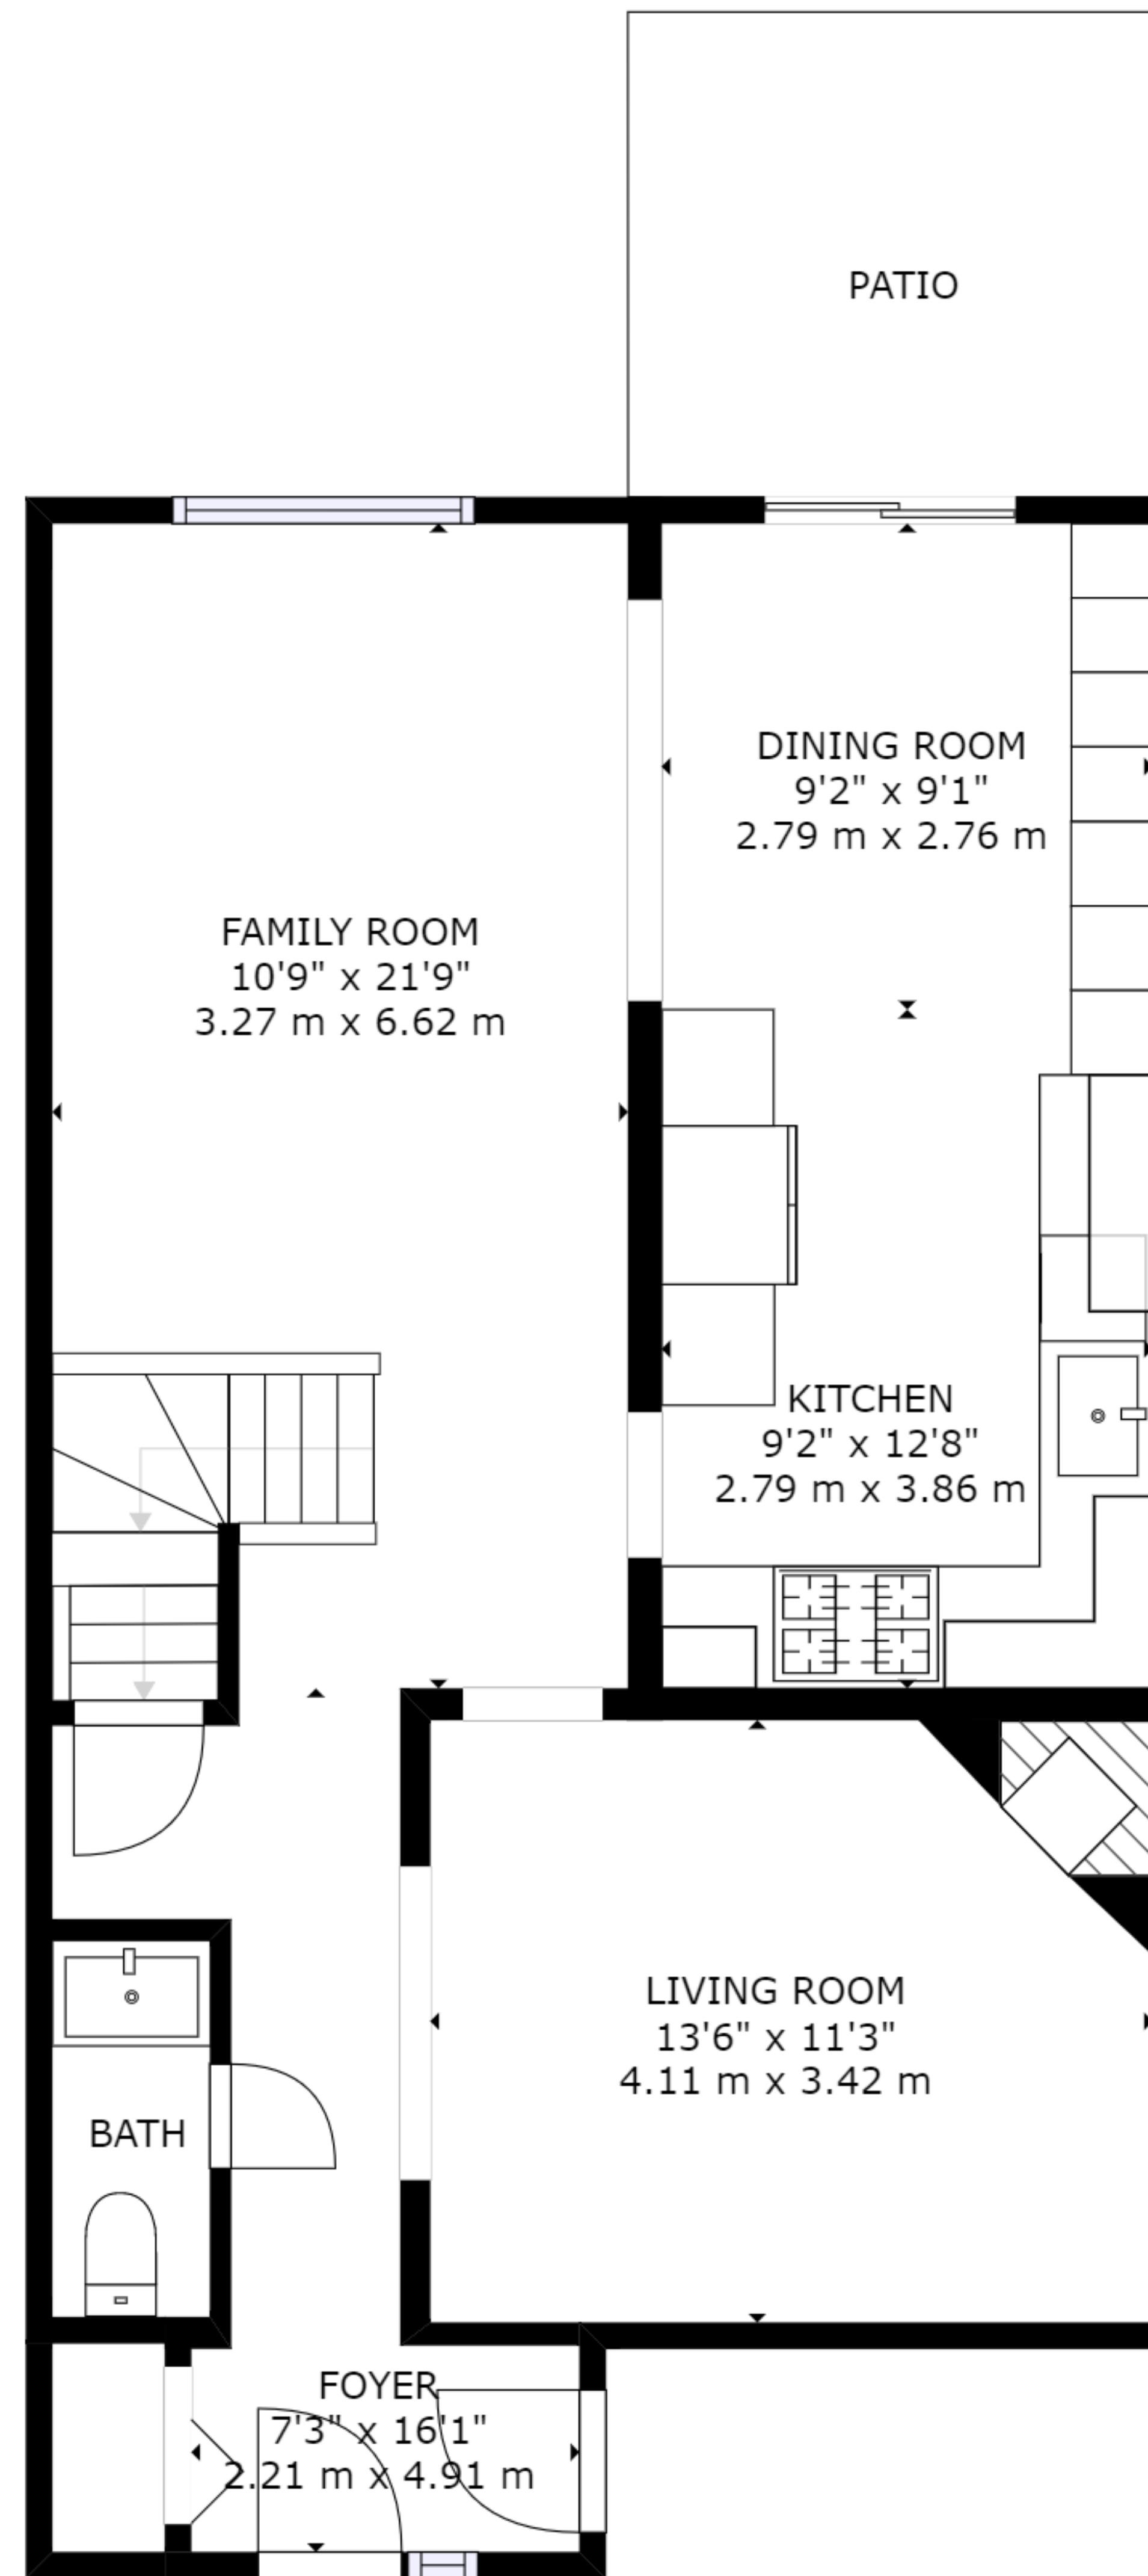 PATIO
DINING ROOM
9'2" x 9'1"
2.79 m x 2.76 m
FAMILY ROOM
10'9" x 21'9"
3.27 m x 6.62 m
KITCHEN
9'2" x 12'8"
2.79 m x 3.86 m
LIVING ROOM
13'6" x 11'3"
4.11 m x 3.42 m
BATH
FOYER
7'3" x 16'1"
2.21 m x 4.91 m